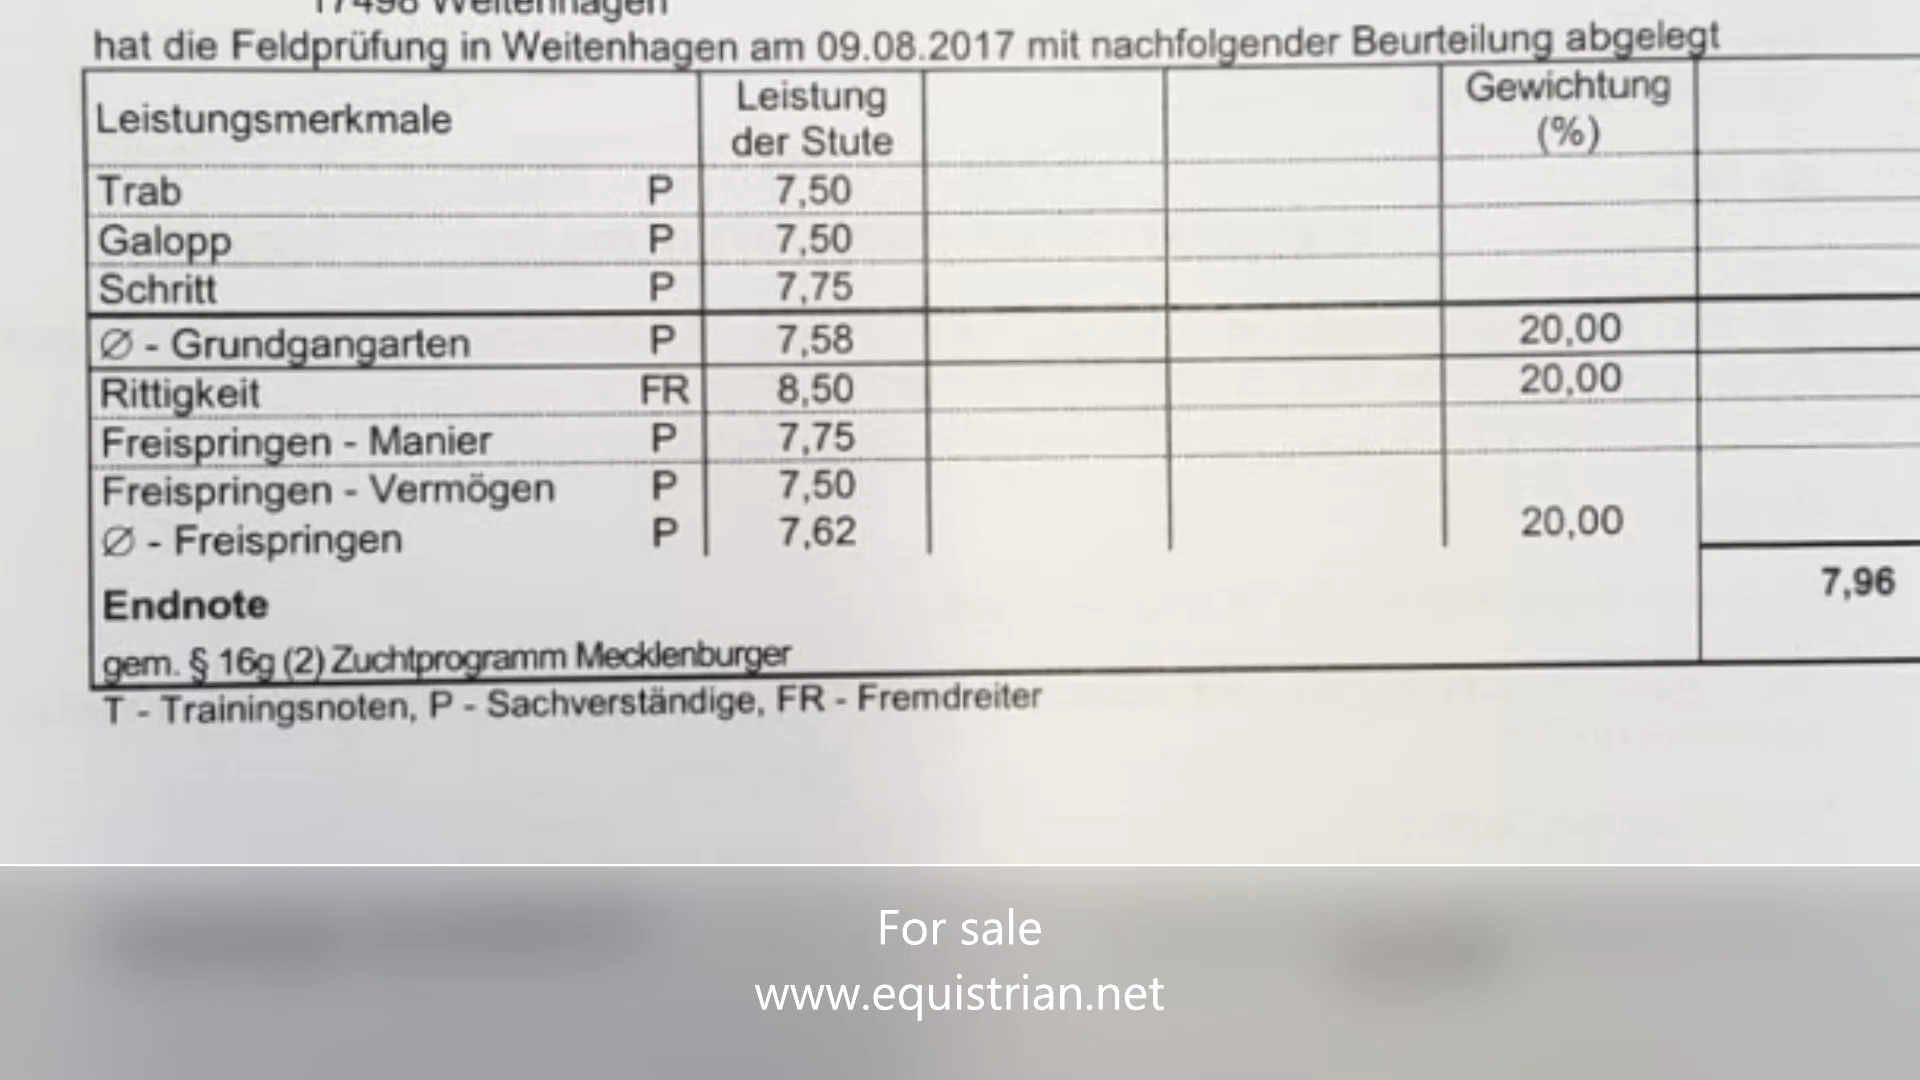 17498 Weitenhagen
hat die Feldprüfung in Weitenhagen am 09.08.2017 mit nachfolgender Beurteilung abgelegt
Leistungsmerkmale Leistung der Stute Gewichtung (%)
Trab P 7,50
Galopp P 7,50
Schritt P 7,75
∅ - Grundgangarten P 7,58 20,00
Rittigkeit FR 8,50 20,00
Freispringen - Manier P 7,75
Freispringen - Vermögen P 7,50
∅ - Freispringen P 7,62 20,00
Endnote 7,96
gem. § 16g (2) Zuchtprogramm Mecklenburger
T - Trainingsnoten, P - Sachverständige, FR - Fremdreiter
For sale
www.equistrian.net